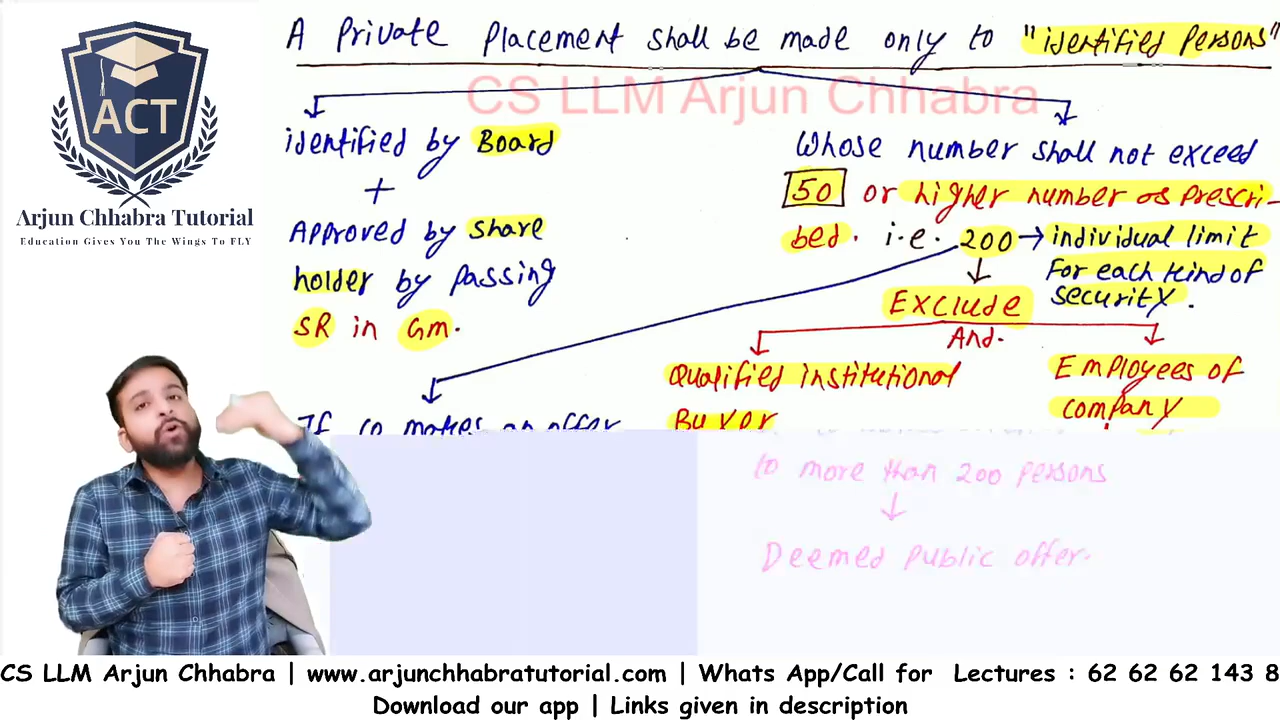 A Private Placement shall be made only to "identified Persons"
CS LLM Arjun Chhabra
ACT
Arjun Chhabra Tutorial
Education Gives You The Wings To FLY
identified by Board
+
Approved by share
holder by passing
SR in Gm.
Whose number shall not exceed
50 or higher number as prescri-
bed. i.e. 200 → individual limit
For each kind of
security.
Exclude
And.
Qualified institutional
Buyer
Employees of
company
If co makes an offer
to more than 200 persons
Deemed public offer.
CS LLM Arjun Chhabra | www.arjunchhabratutorial.com | Whats App/Call for Lectures : 62 62 62 143 8
Download our app | Links given in description